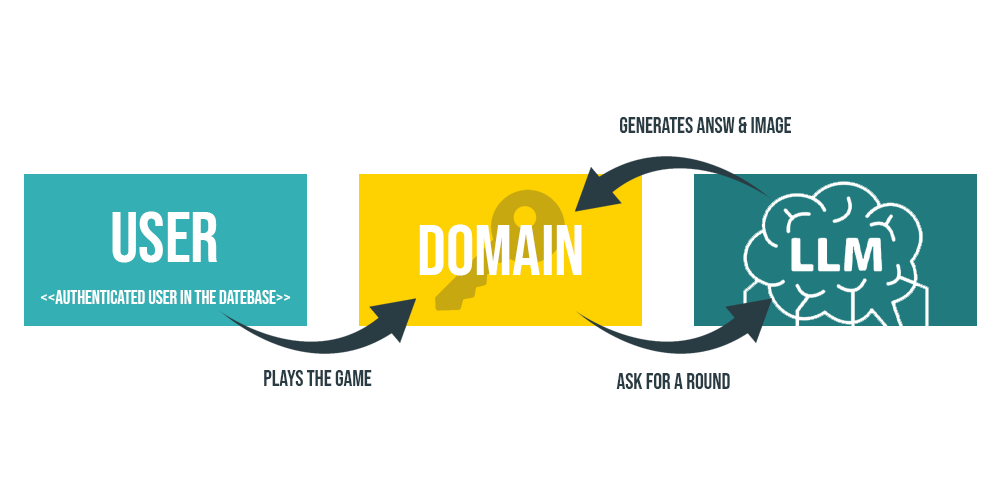 GENERATES ANSW & IMAGE
USER
<<AUTHENTICATED USER IN THE DATEBASE>>
DOMAIN
LLM
PLAYS THE GAME
ASK FOR A ROUND